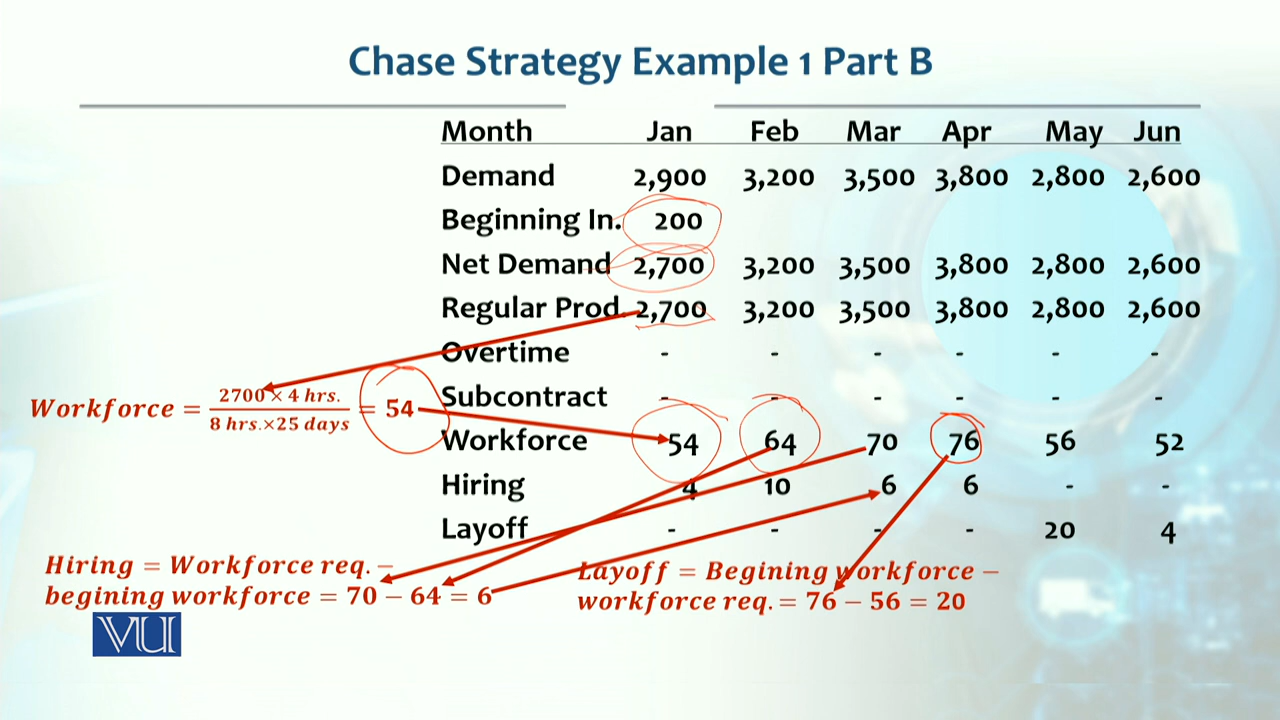 Chase Strategy Example 1 Part B
Month Jan Feb Mar Apr May Jun
Demand 2,900 3,200 3,500 3,800 2,800 2,600
Beginning In. 200
Net Demand 2,700 3,200 3,500 3,800 2,800 2,600
Regular Prod. 2,700 3,200 3,500 3,800 2,800 2,600
Overtime - - - - - -
Subcontract - - - - - -
Workforce = 2700 × 4 hrs. / 8 hrs.×25 days = 54
Workforce 54 64 70 76 56 52
Hiring 4 10 6 6 - -
Layoff - - - - 20 4
Hiring = Workforce req. −
begining workforce = 70 − 64 = 6
Layoff = Begining workforce −
workforce req. = 76 − 56 = 20
VU